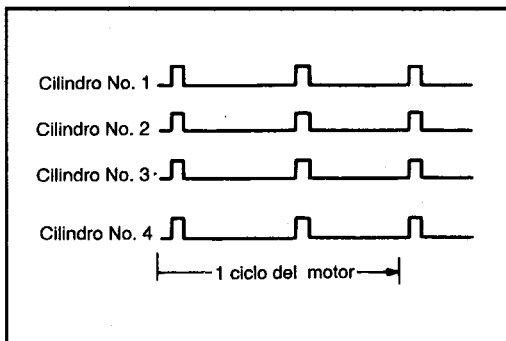 Cilindro No. 1
Cilindro No. 2
Cilindro No. 3
Cilindro No. 4
1 ciclo del motor